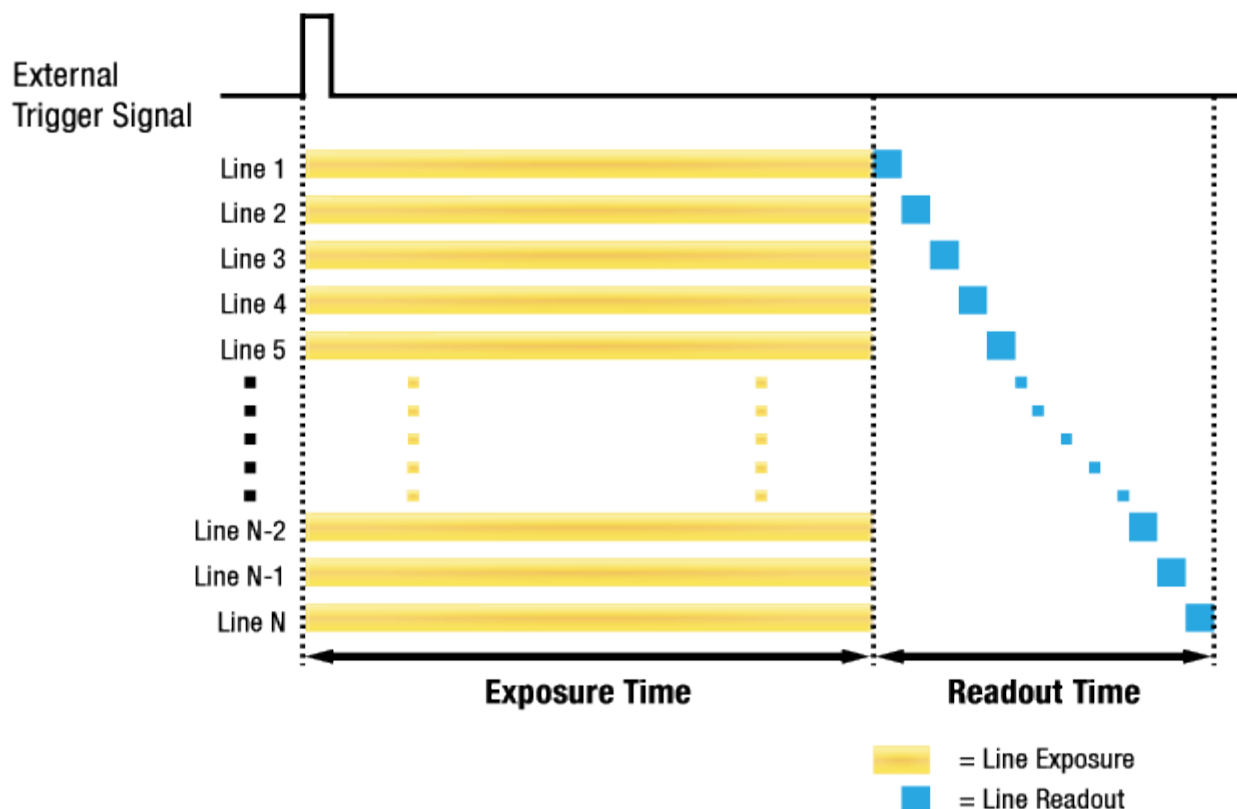 External
Trigger Signal
Line 1
Line 2
Line 3
Line 4
Line 5
Line N-2
Line N-1
Line N
Exposure Time
Readout Time
= Line Exposure
= Line Readout